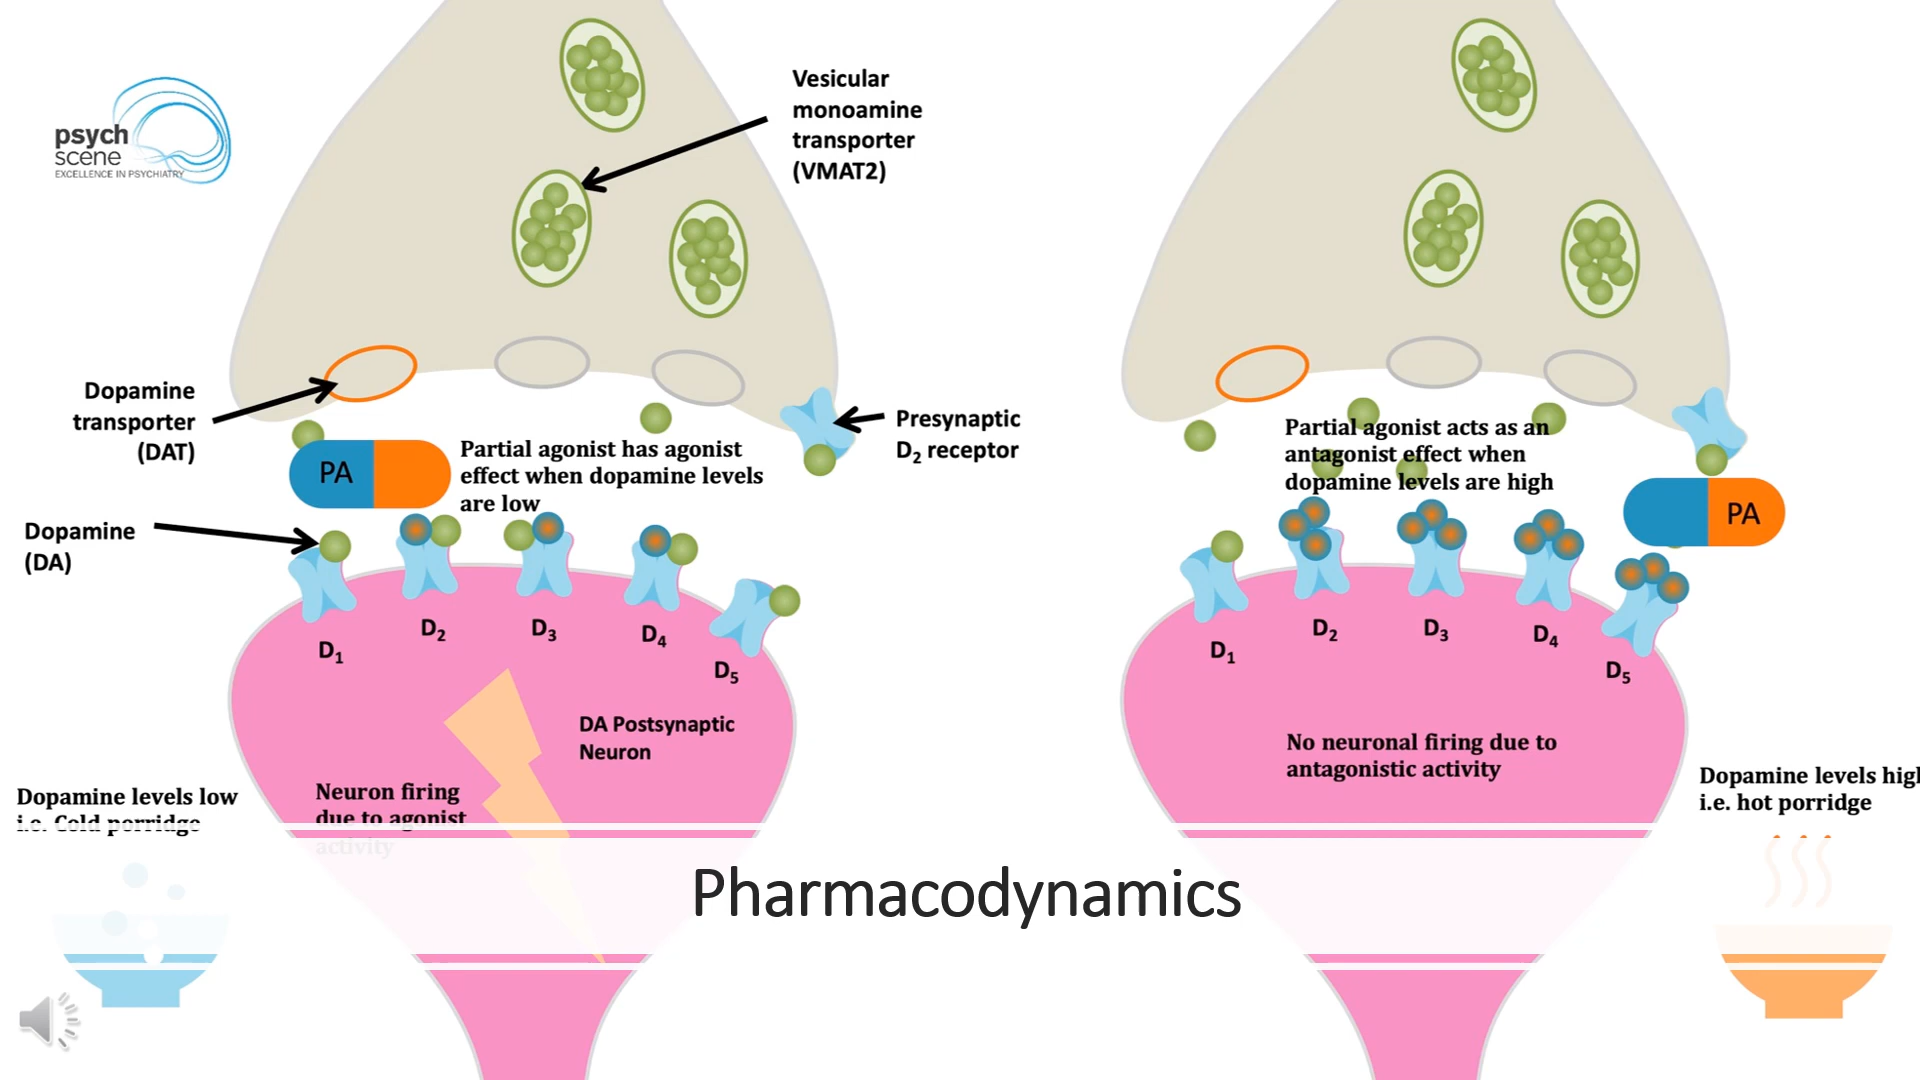 psych
scene
EXCELLENCE IN PSYCHIATRY
Vesicular
monoamine
transporter
(VMAT2)
Dopamine
transporter
(DAT)
Presynaptic
D₂ receptor
PA
Partial agonist has agonist
effect when dopamine levels
are low
Dopamine
(DA)
D₁
D₂
D₃
D₄
D₅
DA Postsynaptic
Neuron
Neuron firing
due to agonist
activity
Dopamine levels low
i.e. Cold porridge
Partial agonist acts as an
antagonist effect when
dopamine levels are high
PA
D₁
D₂
D₃
D₄
D₅
No neuronal firing due to
antagonistic activity
Dopamine levels high
i.e. hot porridge
Pharmacodynamics